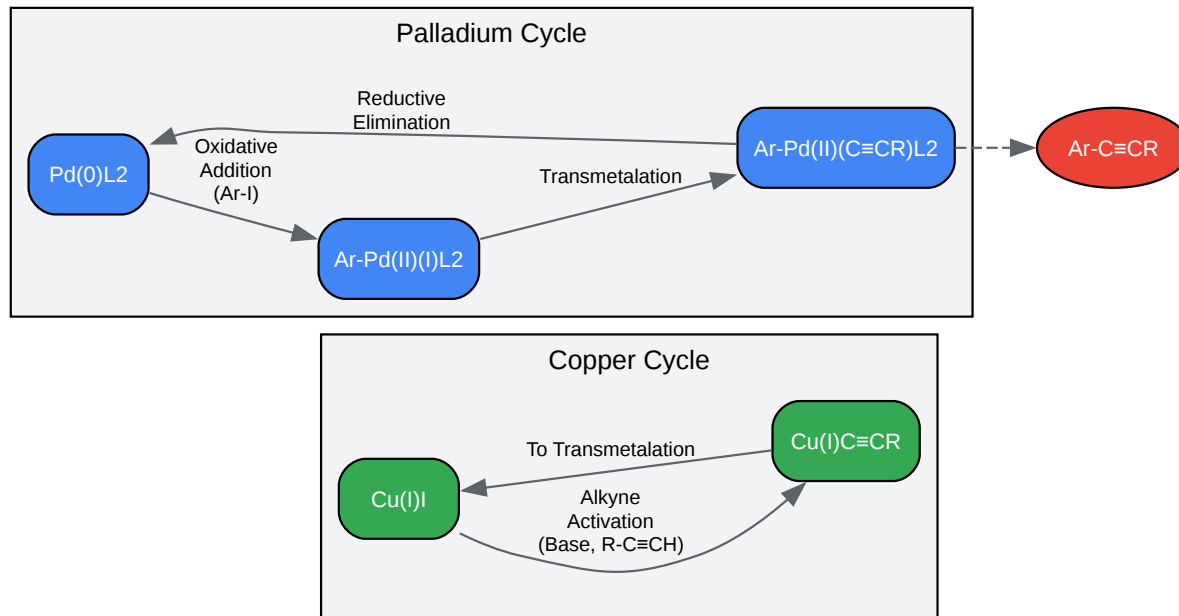 Palladium Cycle
Reductive
Elimination
Oxidative
Addition
(Ar-I)
Pd(0)L2
Transmetalation
Ar-Pd(II)(C≡CR)L2
Ar-C≡CR
Ar-Pd(II)(I)L2
Copper Cycle
To Transmetalation
Cu(I)C≡CR
Cu(I)I
Alkyne
Activation
(Base, R-C≡CH)